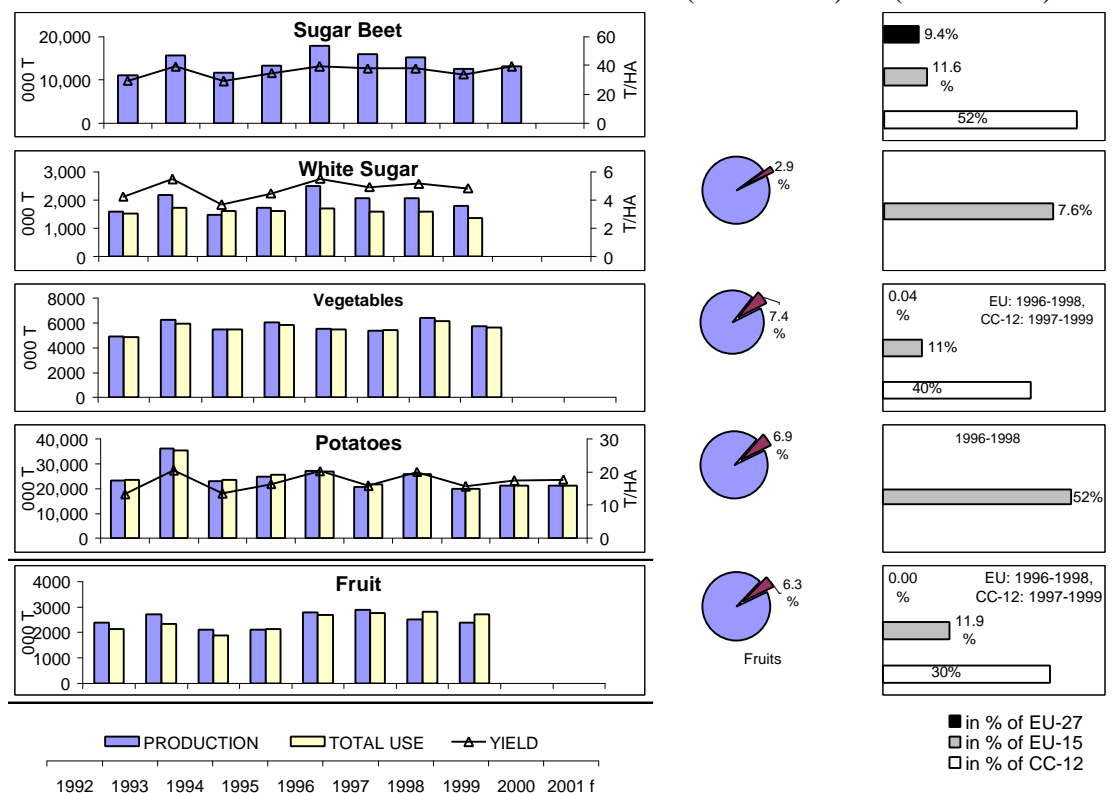 Sugar Beet
20,000
10,000
0
000 T
60
40
20
0
T/HA
9.4%
11.6
%
52%
White Sugar
3,000
2,000
1,000
0
000 T
6
4
2
0
T/HA
2.9
%
7.6%
Vegetables
8000
6000
4000
2000
0
000 T
7.4
%
0.04
%
EU: 1996-1998,
CC-12: 1997-1999
11%
40%
Potatoes
40,000
30,000
20,000
10,000
0
000 T
30
20
10
0
T/HA
6.9
%
1996-1998
52%
Fruit
4000
3000
2000
1000
0
000 T
6.3
%
Fruits
0.00
%
EU: 1996-1998,
CC-12: 1997-1999
11.9
%
30%
PRODUCTION TOTAL USE YIELD
1992 1993 1994 1995 1996 1997 1998 1999 2000 2001 f
in % of EU-27
in % of EU-15
in % of CC-12